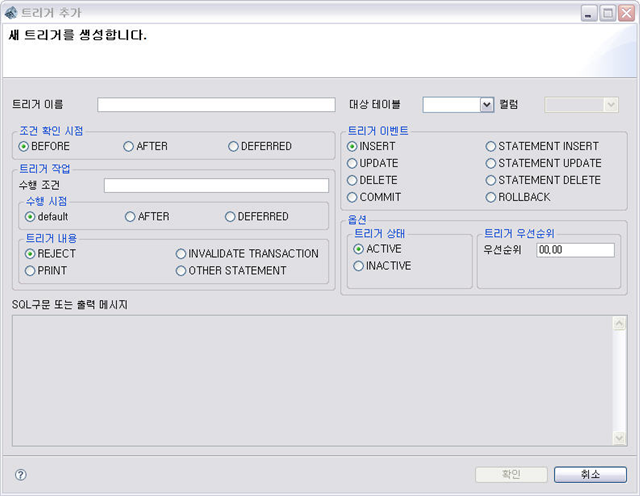 트리거 추가
새 트리거를 생성합니다.
트리거 이름
대상 테이블 컬럼
조건 확인 시점
BEFORE AFTER DEFERRED
트리거 작업
수행 조건
수행 시점
default AFTER DEFERRED
트리거 내용
REJECT INVALIDATE TRANSACTION
PRINT OTHER STATEMENT
트리거 이벤트
INSERT STATEMENT INSERT
UPDATE STATEMENT UPDATE
DELETE STATEMENT DELETE
COMMIT ROLLBACK
옵션
트리거 상태
ACTIVE
INACTIVE
트리거 우선순위
우선순위 00,00
SQL구문 또는 출력 메시지
?
확인 취소